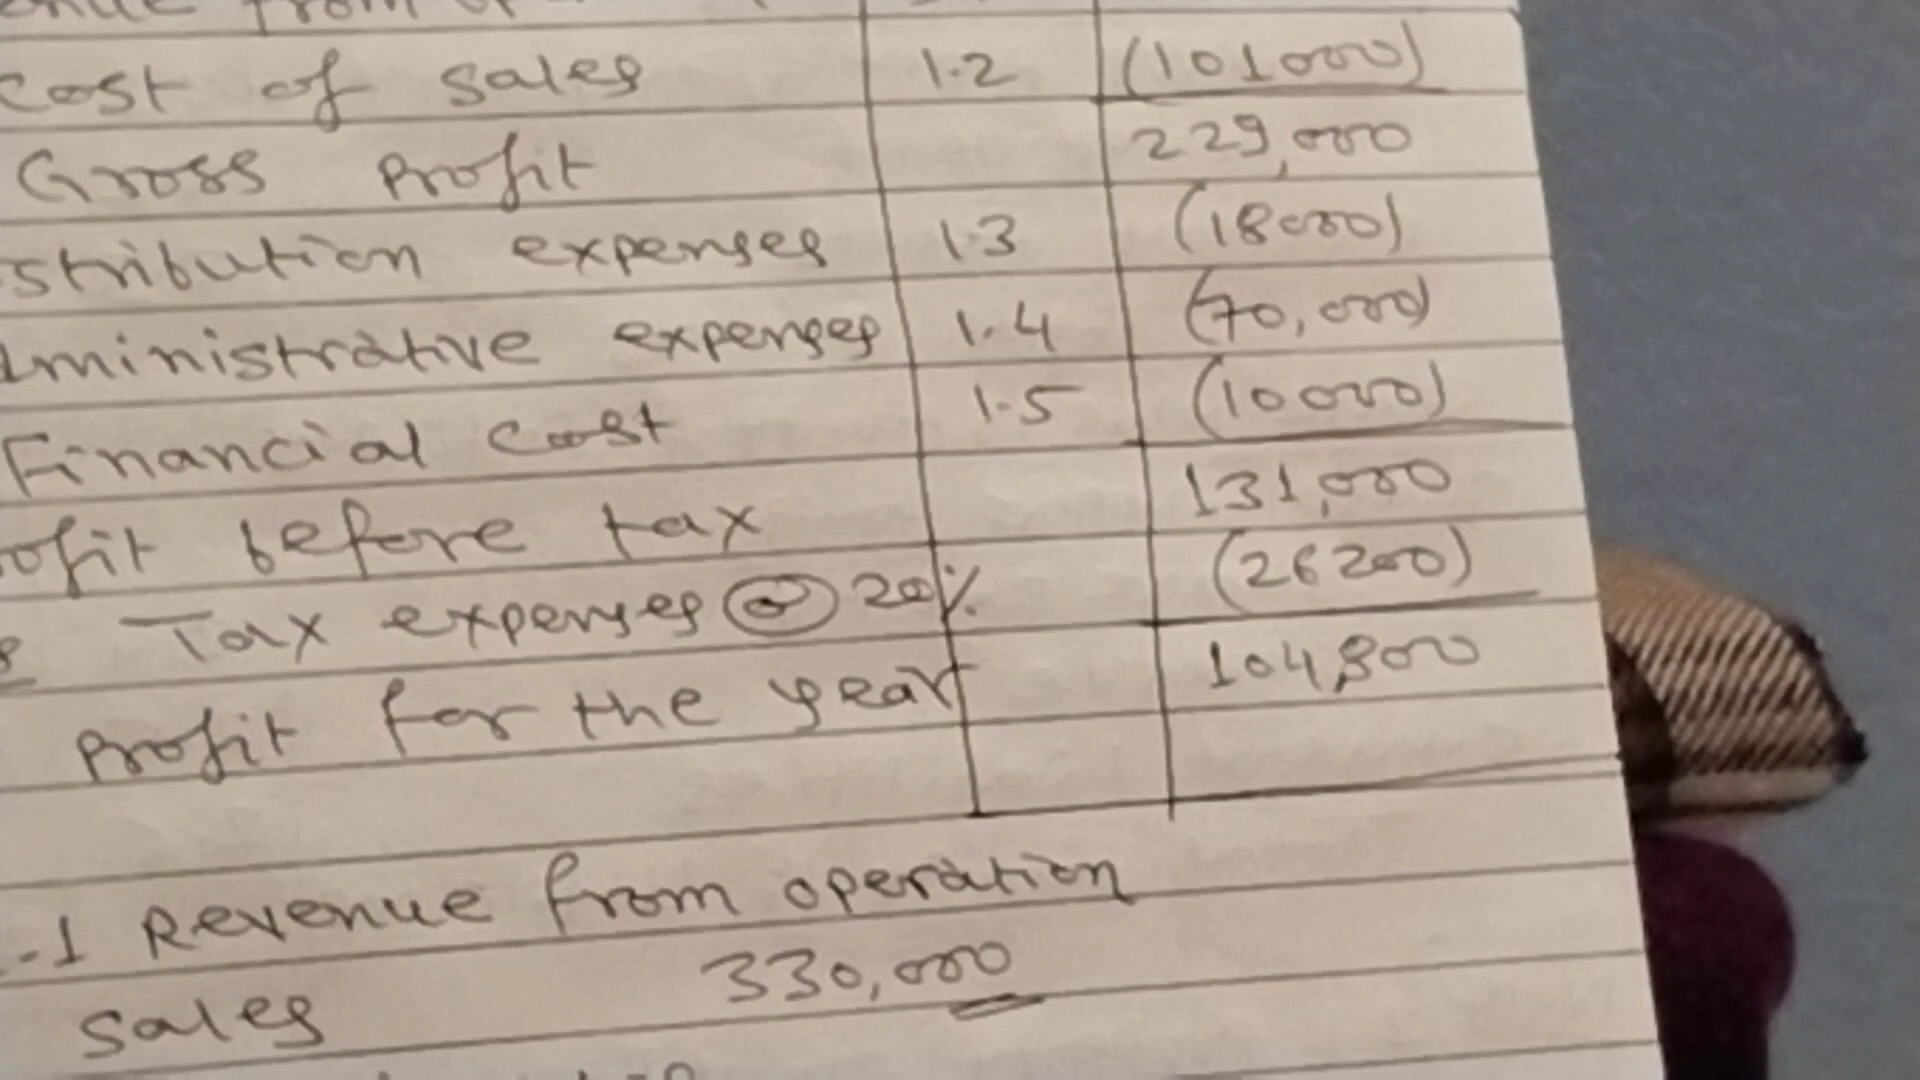 from
Cost of sales 1.2 (101000)
Gross Profit 229,000
stribution expenses 1.3 (18000)
ministrative expenses 1.4 (70,000)
Financial Cost 1.5 (10000)
ofit before tax 131,000
Tax expenses @ 20% (26200)
Profit for the year 104,800
.1 Revenue from operation
Sales 330,000